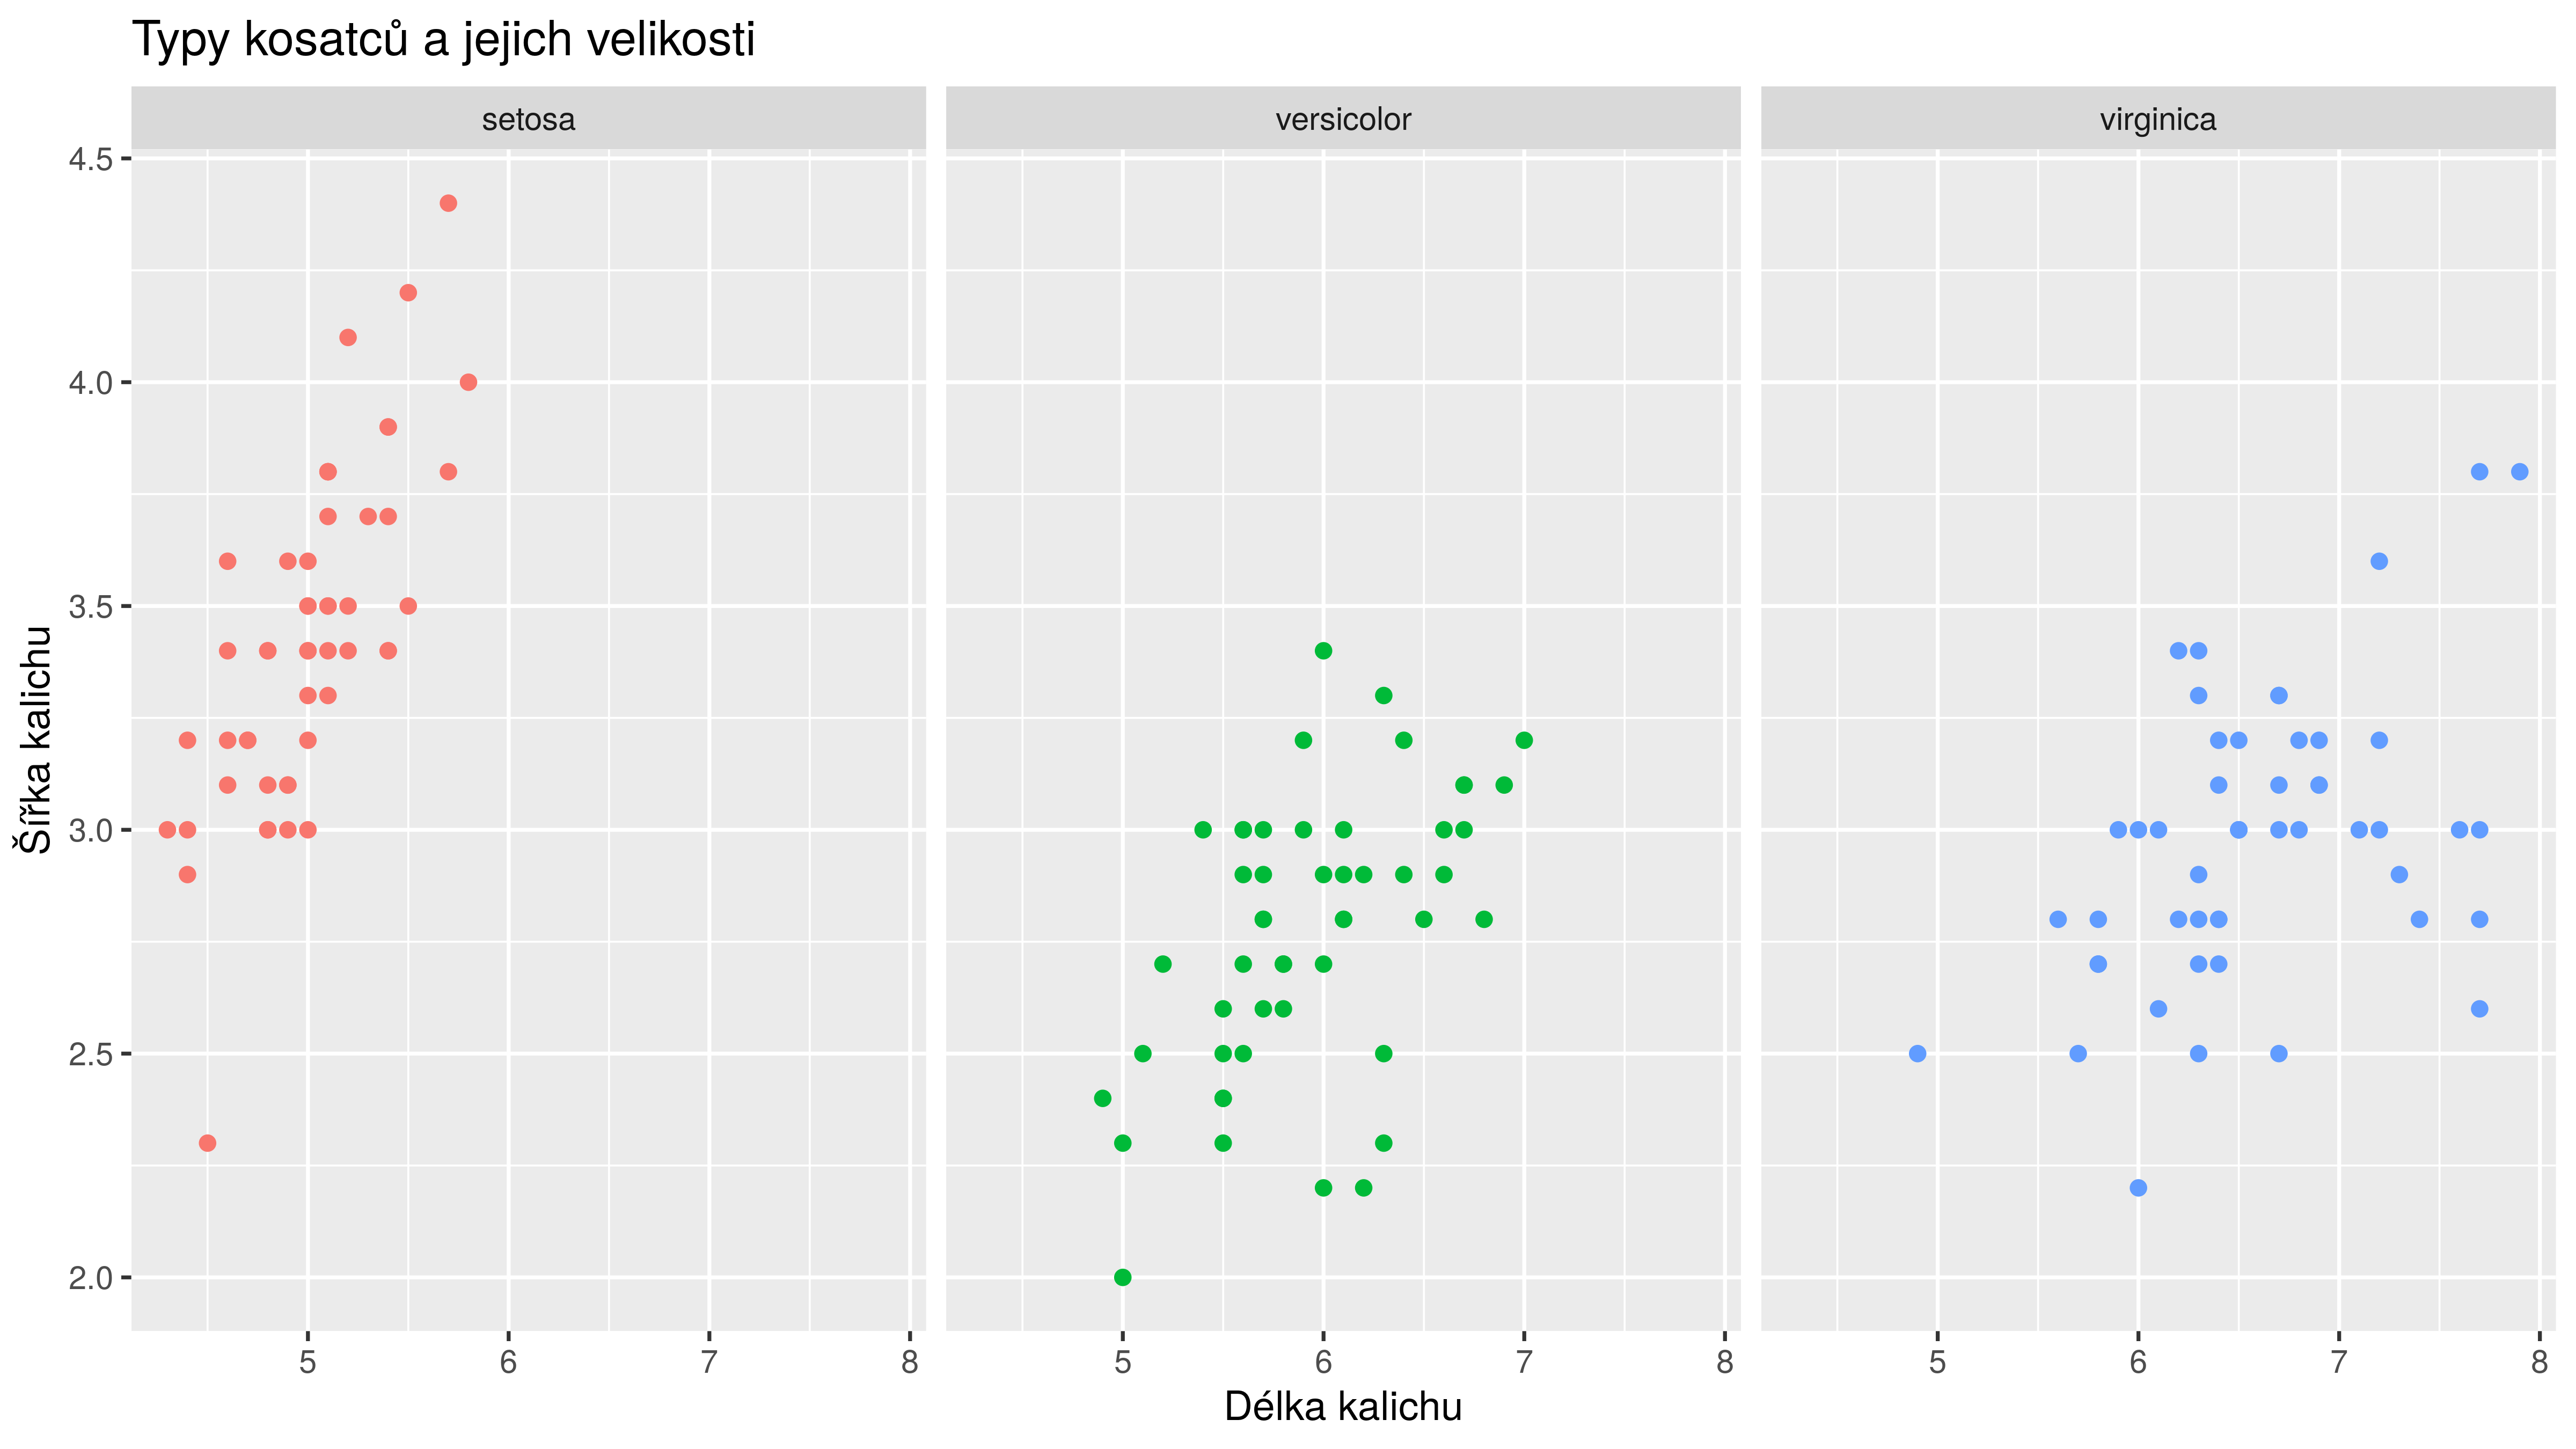 Typy kosatců a jejich velikosti
setosa
versicolor
virginica
Šířka kalichu
4.5
4.0
3.5
3.0
2.5
2.0
5 6 7 8
5 6 7 8
5 6 7 8
Délka kalichu